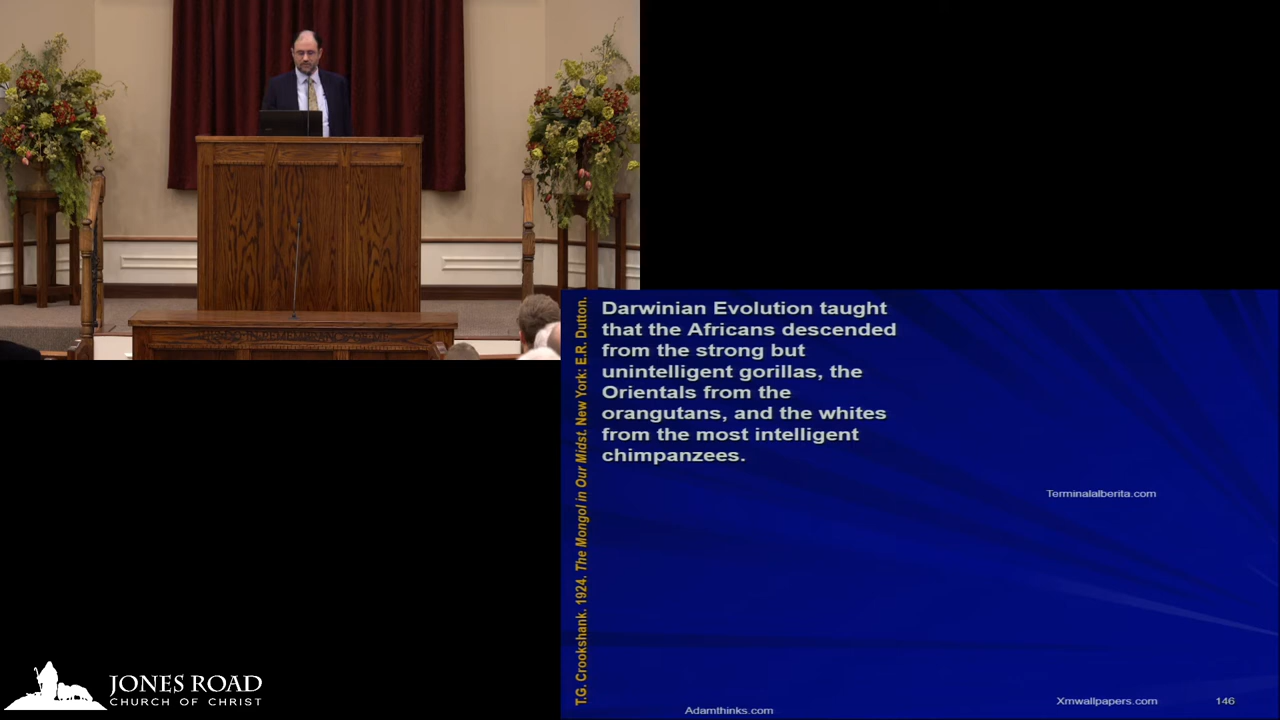 Darwinian Evolution taught
that the Africans descended
from the strong but
unintelligent gorillas, the
Orientals from the
orangutans, and the whites
from the most intelligent
chimpanzees.
T.G. Crookshank. 1924. The Mongol in Our Midst. New York: E.R. Dutton.
Terminalalberita.com
Adamthinks.com
Xmwallpapers.com
146
JONES ROAD
CHURCH OF CHRIST